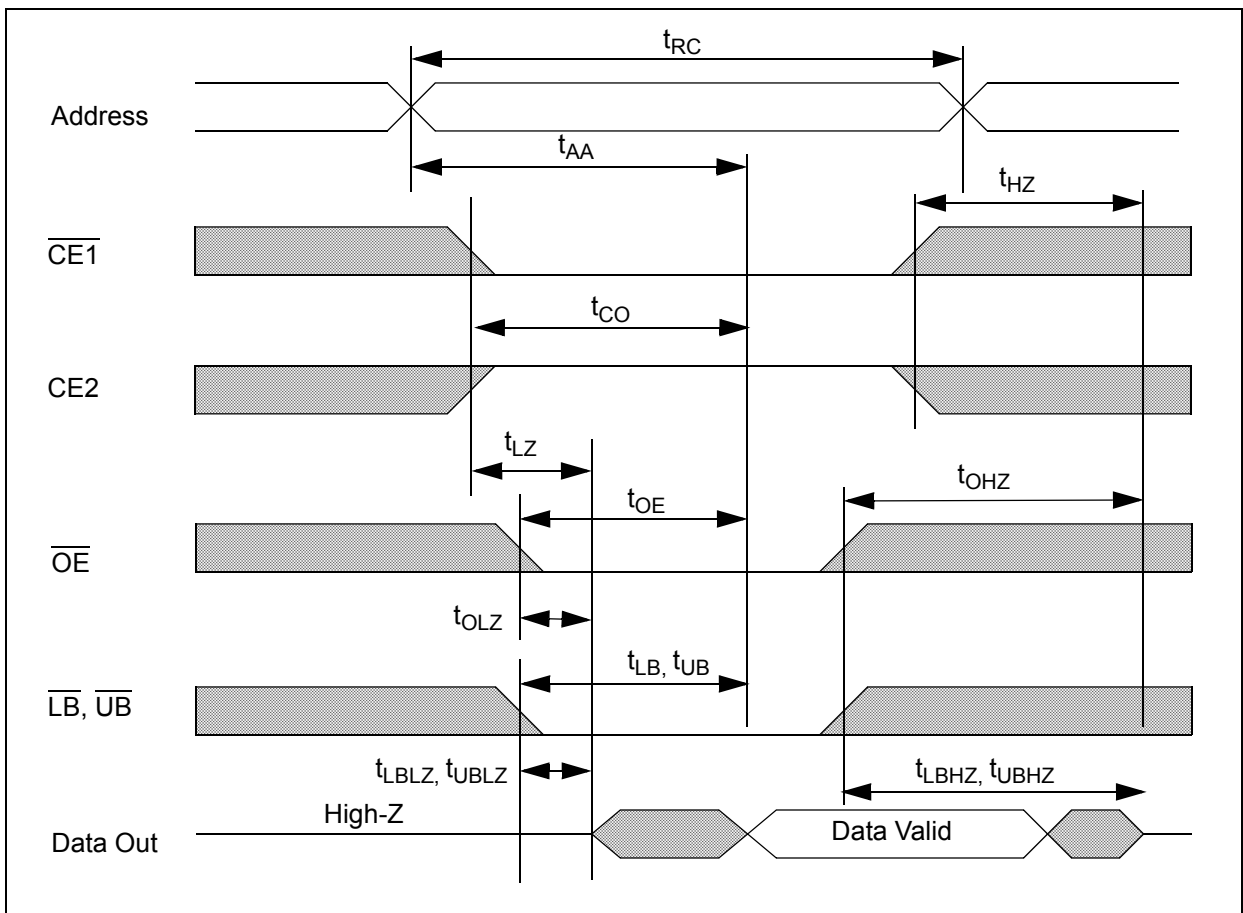 tRC
Address
tAA
tHZ
CE1
tCO
CE2
tLZ
tOHZ
tOE
OE
tOLZ
tLB, tUB
LB, UB
tLBLZ, tUBLZ
tLBHZ, tUBHZ
High-Z
Data Valid
Data Out